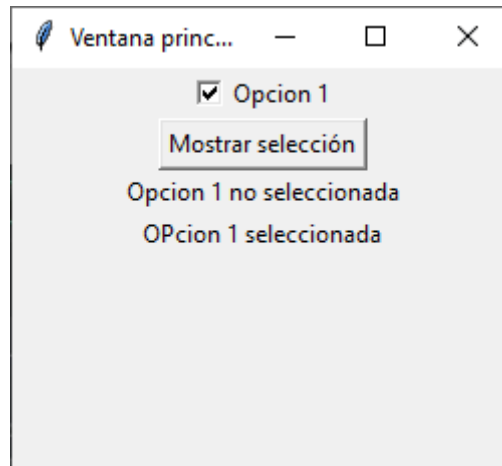 Ventana princ...
Opcion 1
Mostrar selección
Opcion 1 no seleccionada
OPcion 1 seleccionada